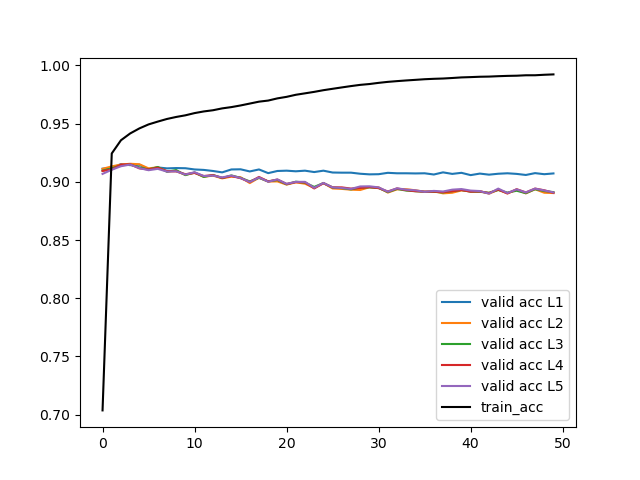 1.00
0.95
0.90
0.85
0.80
0.75
0.70
0 10 20 30 40 50
valid acc L1
valid acc L2
valid acc L3
valid acc L4
valid acc L5
train_acc